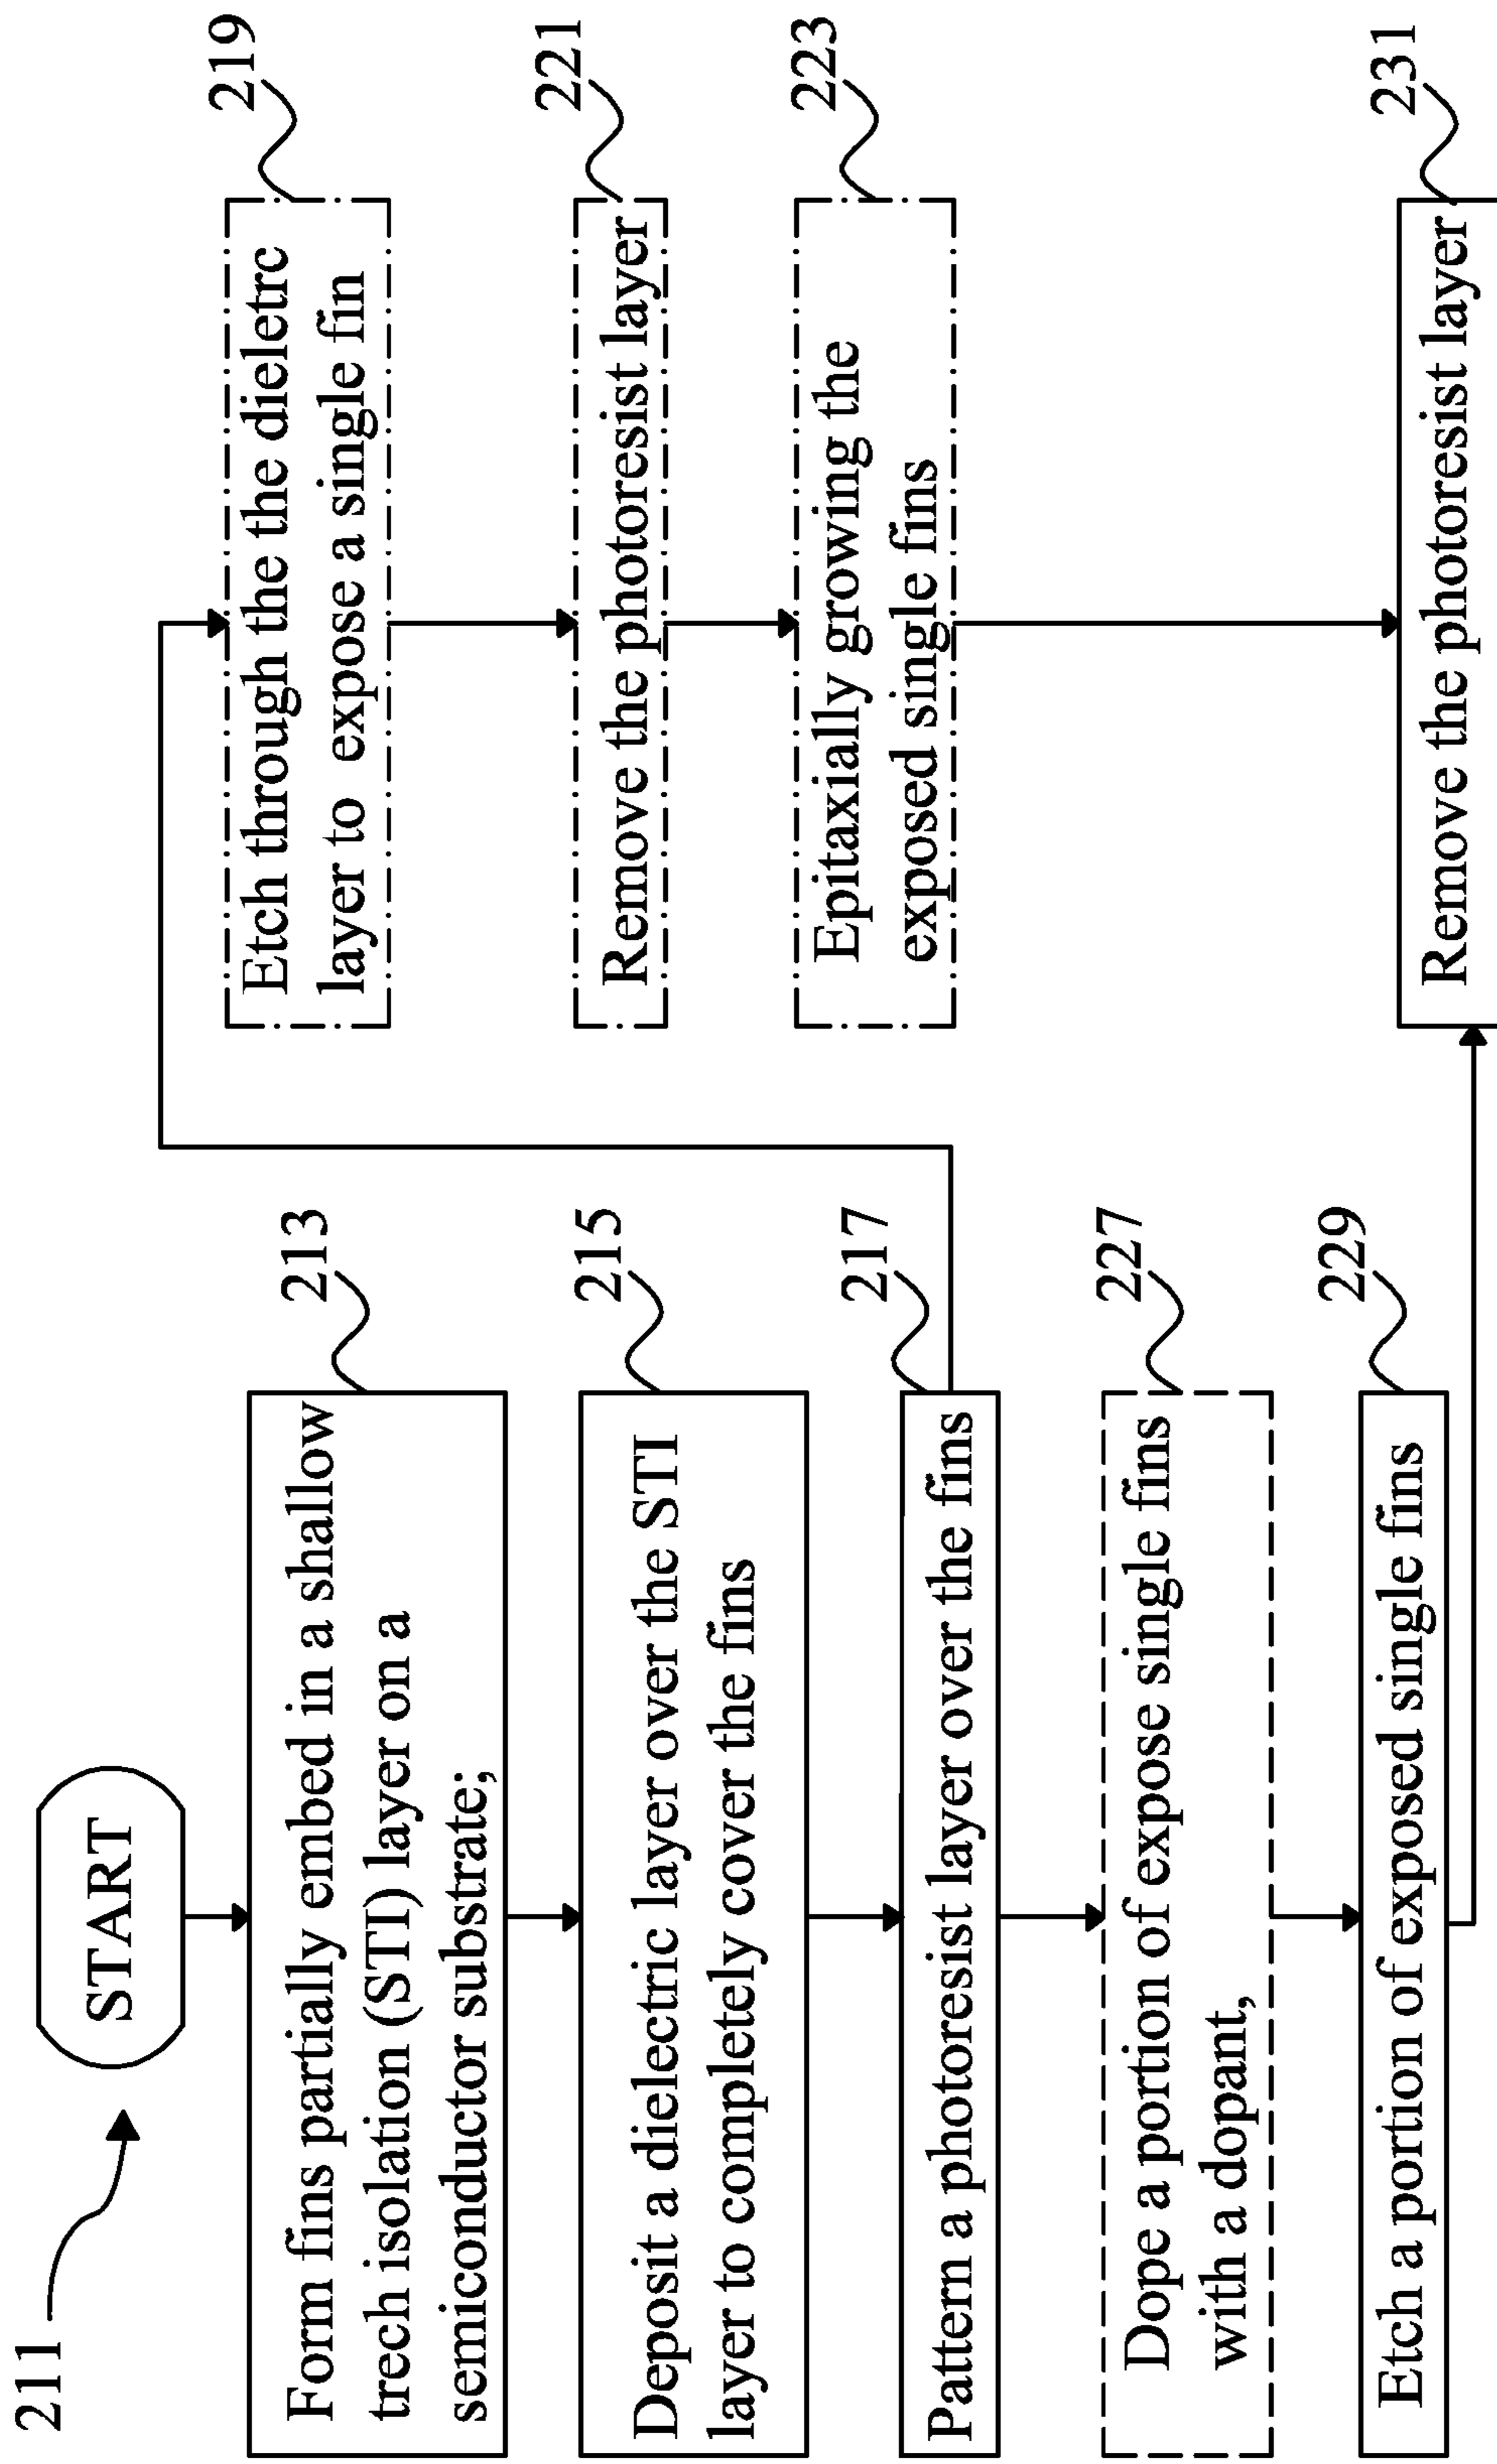 211
START
Form fins partially embed in a shallow
trech isolation (STI) layer on a
semiconductor substrate;
213
Deposit a dielectric layer over the STI
layer to completely cover the fins
215
Pattern a photoresist layer over the fins
217
Dope a portion of expose single fins
with a dopant,
227
Etch a portion of exposed single fins
229
Etch through the the dieletrc
layer to expose a single fin
219
Remove the photoresist layer
221
Epitaxially growing the
exposed single fins
223
Remove the photoresist layer
231